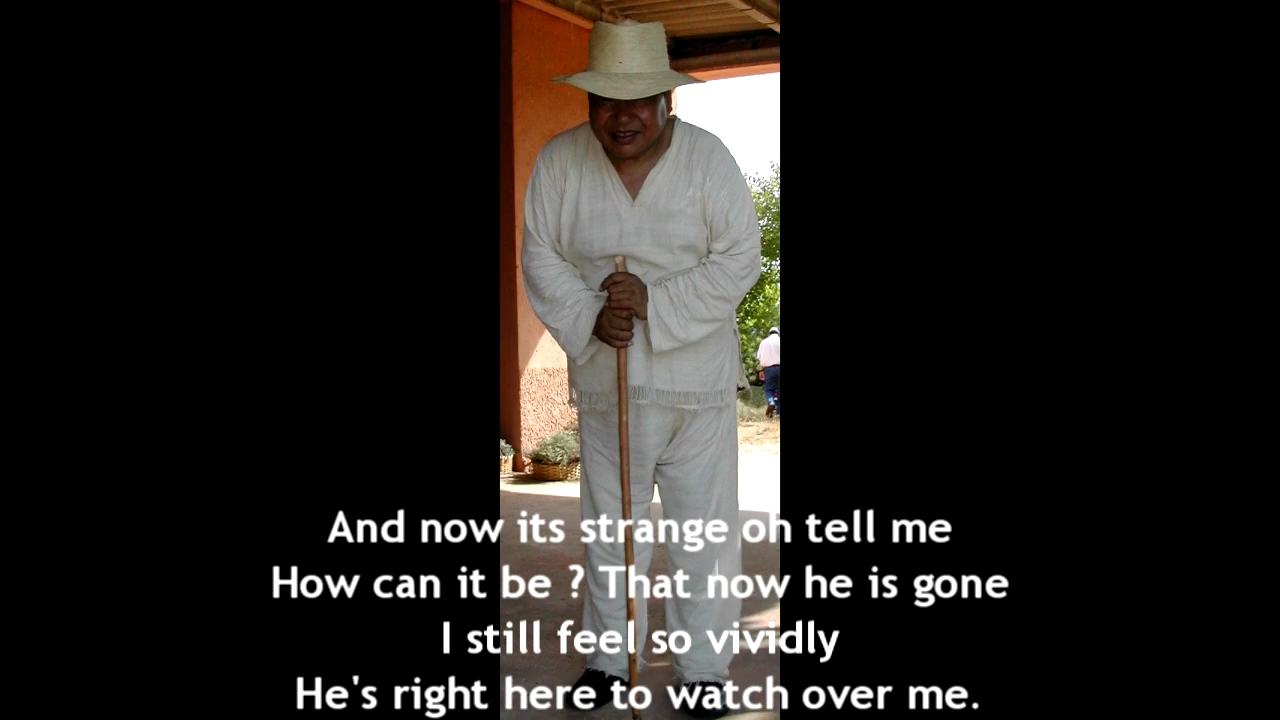 And now its strange oh tell me
How can it be ? That now he is gone
I still feel so vividly
He's right here to watch over me.